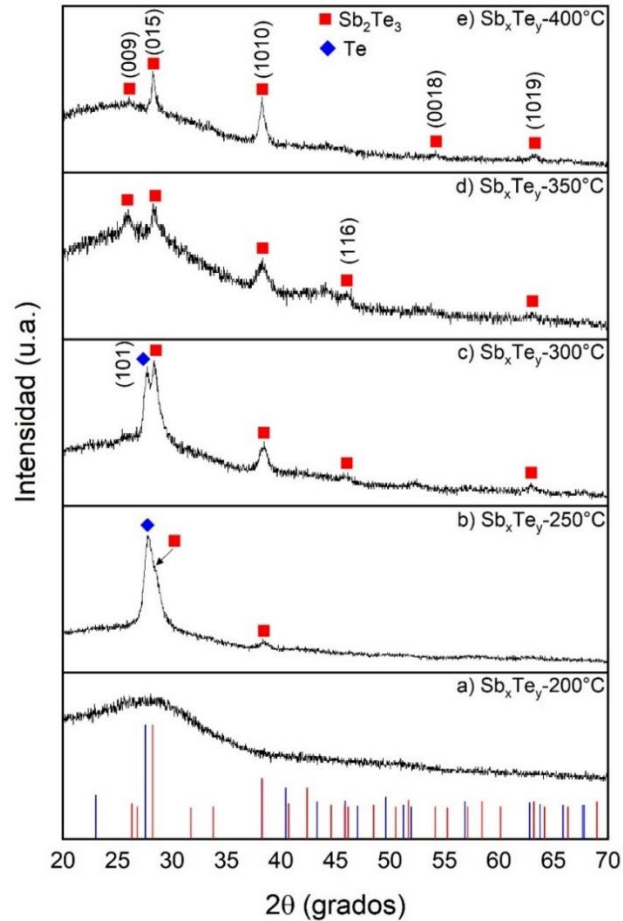 Intensidad (u.a.)
■ Sb₂Te₃
◆ Te
e) SbₓTeᵧ-400°C
(009)
(015)
(1010)
(0018)
(1019)
d) SbₓTeᵧ-350°C
(116)
c) SbₓTeᵧ-300°C
(101)
b) SbₓTeᵧ-250°C
a) SbₓTeᵧ-200°C
20 25 30 35 40 45 50 55 60 65 70
2θ (grados)